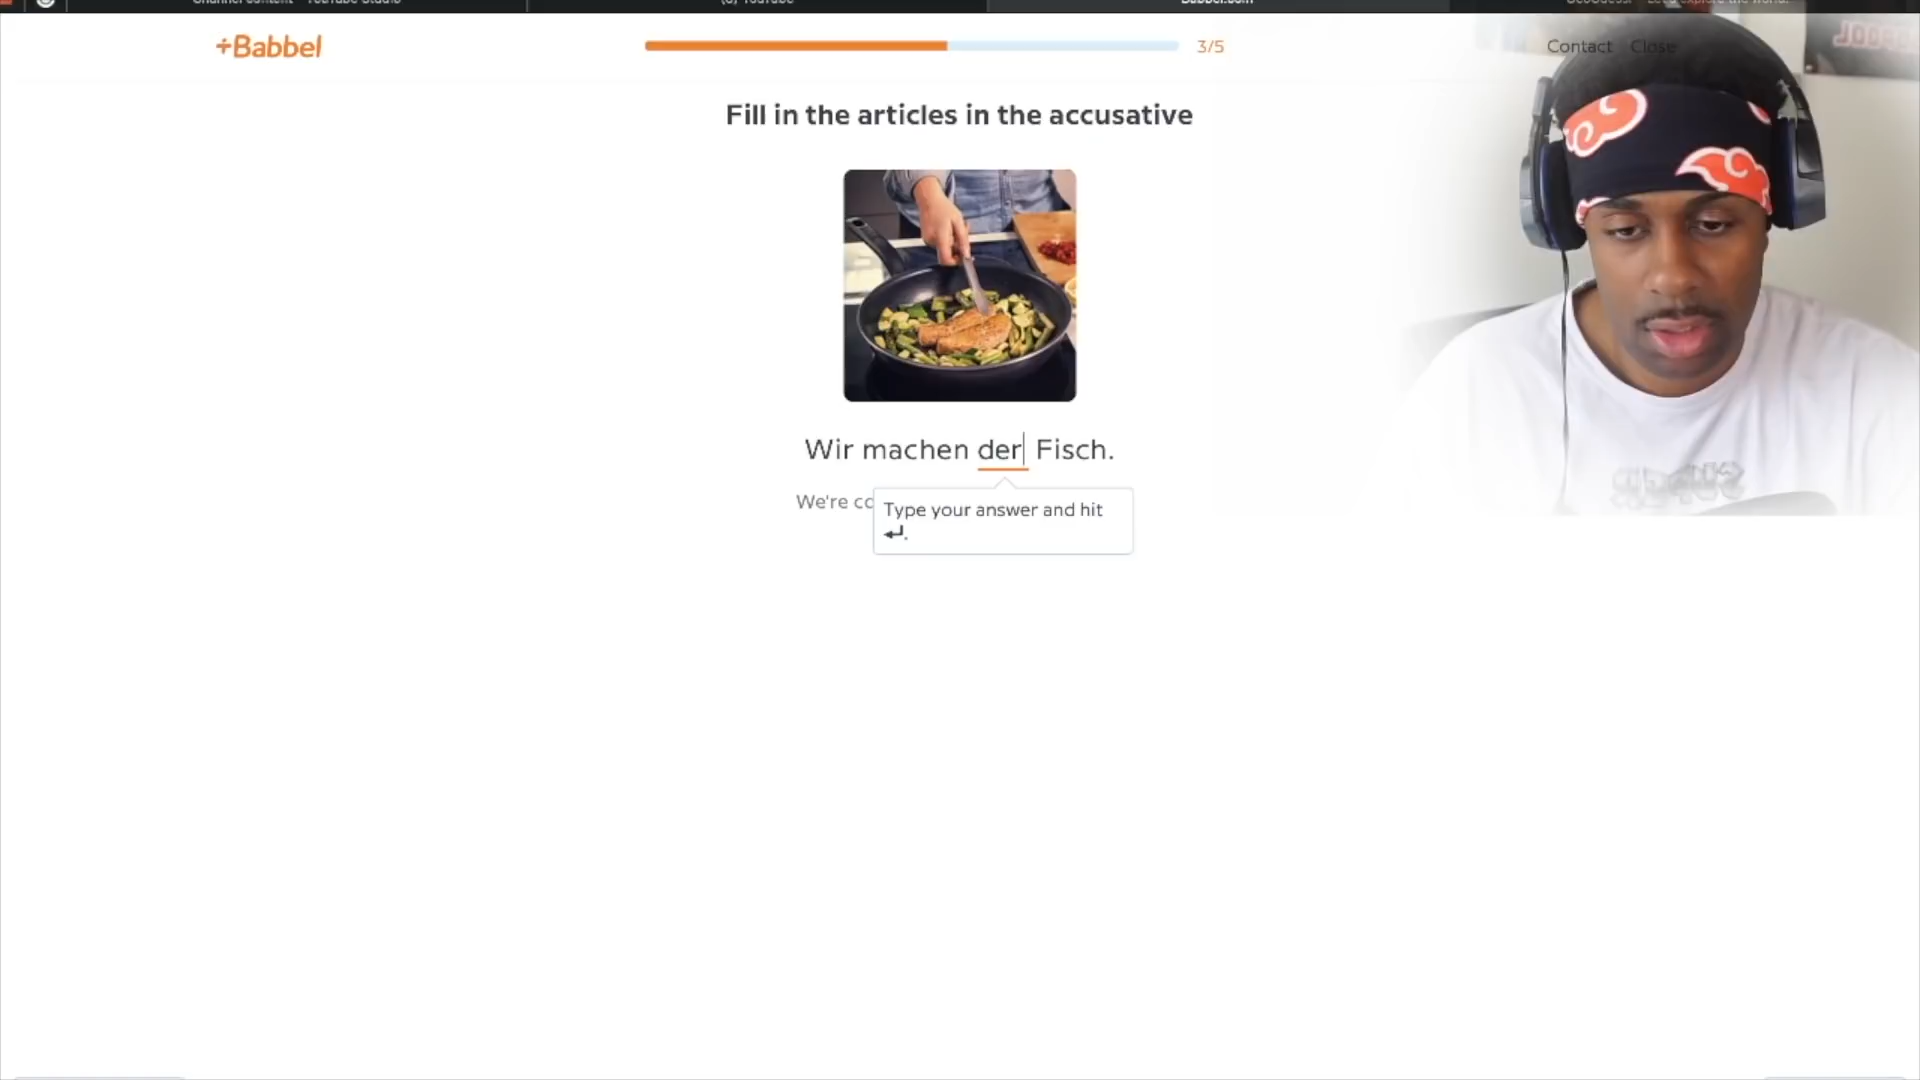 +Babbel
3/5
Contact Close
Fill in the articles in the accusative
Wir machen der Fisch.
We're
Type your answer and hit
↵.